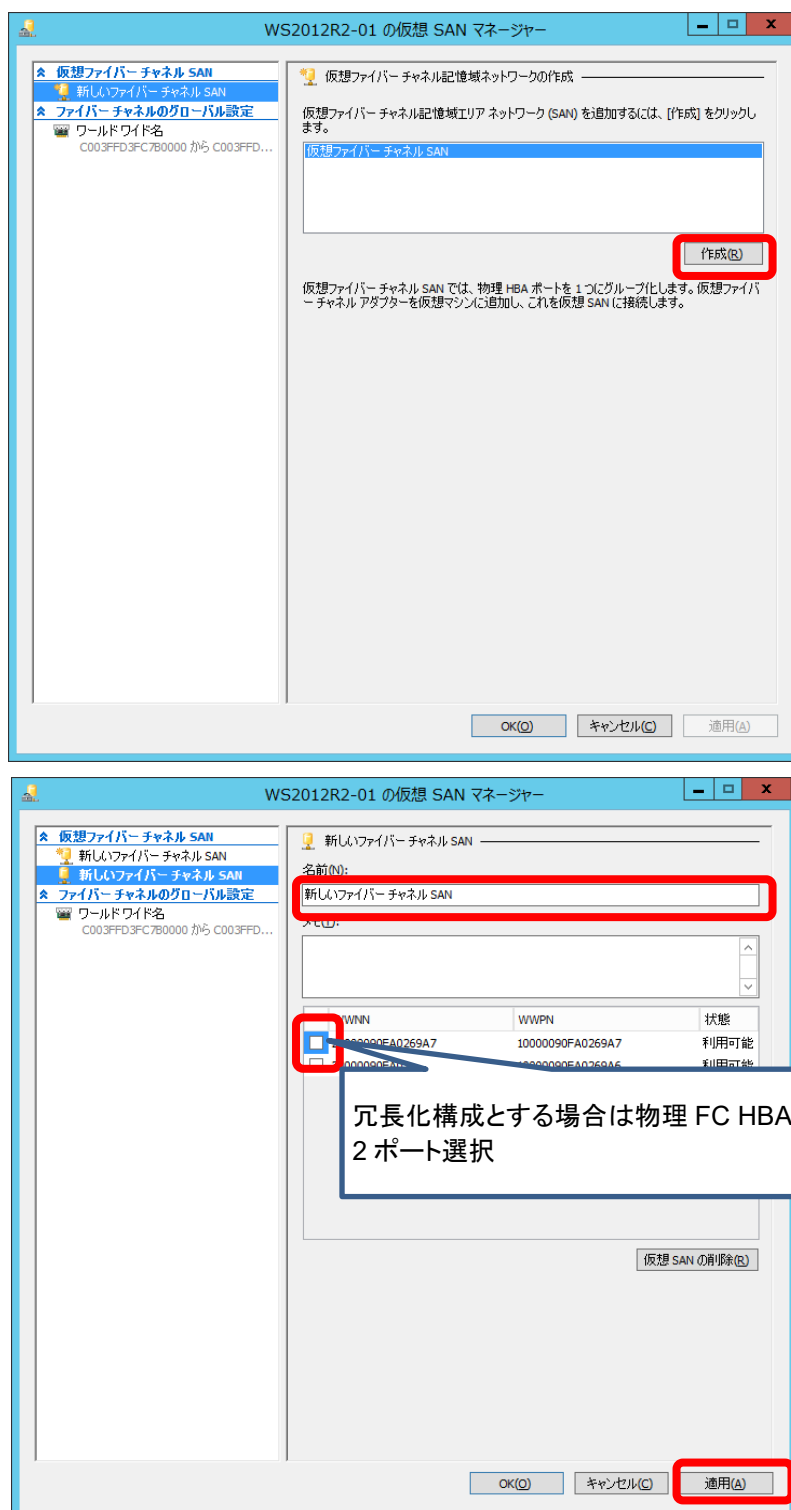 WS2012R2-01 の仮想 SAN マネージャー
仮想ファイバー チャネル SAN
新しいファイバー チャネル SAN
ファイバー チャネルのグローバル設定
ワールド ワイド名
C003FFD3FC7B0000 から C003FFD...
仮想ファイバー チャネル記憶域ネットワークの作成
仮想ファイバー チャネル記憶域エリア ネットワーク (SAN) を追加するには、[作成] をクリックし
ます。
仮想ファイバー チャネル SAN
作成(R)
仮想ファイバー チャネル SAN では、物理 HBA ポートを 1 つにグループ化します。仮想ファイバ
ー チャネル アダプターを仮想マシンに追加し、これを仮想 SAN に接続します。
OK(O) キャンセル(C) 適用(A)
WS2012R2-01 の仮想 SAN マネージャー
仮想ファイバー チャネル SAN
新しいファイバー チャネル SAN
新しいファイバー チャネル SAN
ファイバー チャネルのグローバル設定
ワールド ワイド名
C003FFD3FC7B0000 から C003FFD...
新しいファイバー チャネル SAN
名前(N):
新しいファイバー チャネル SAN
WWNN WWPN 状態
10000090FA0269A7 利用可能
冗長化構成とする場合は物理 FC HBA
2 ポート選択
仮想 SAN の削除(R)
OK(O) キャンセル(C) 適用(A)